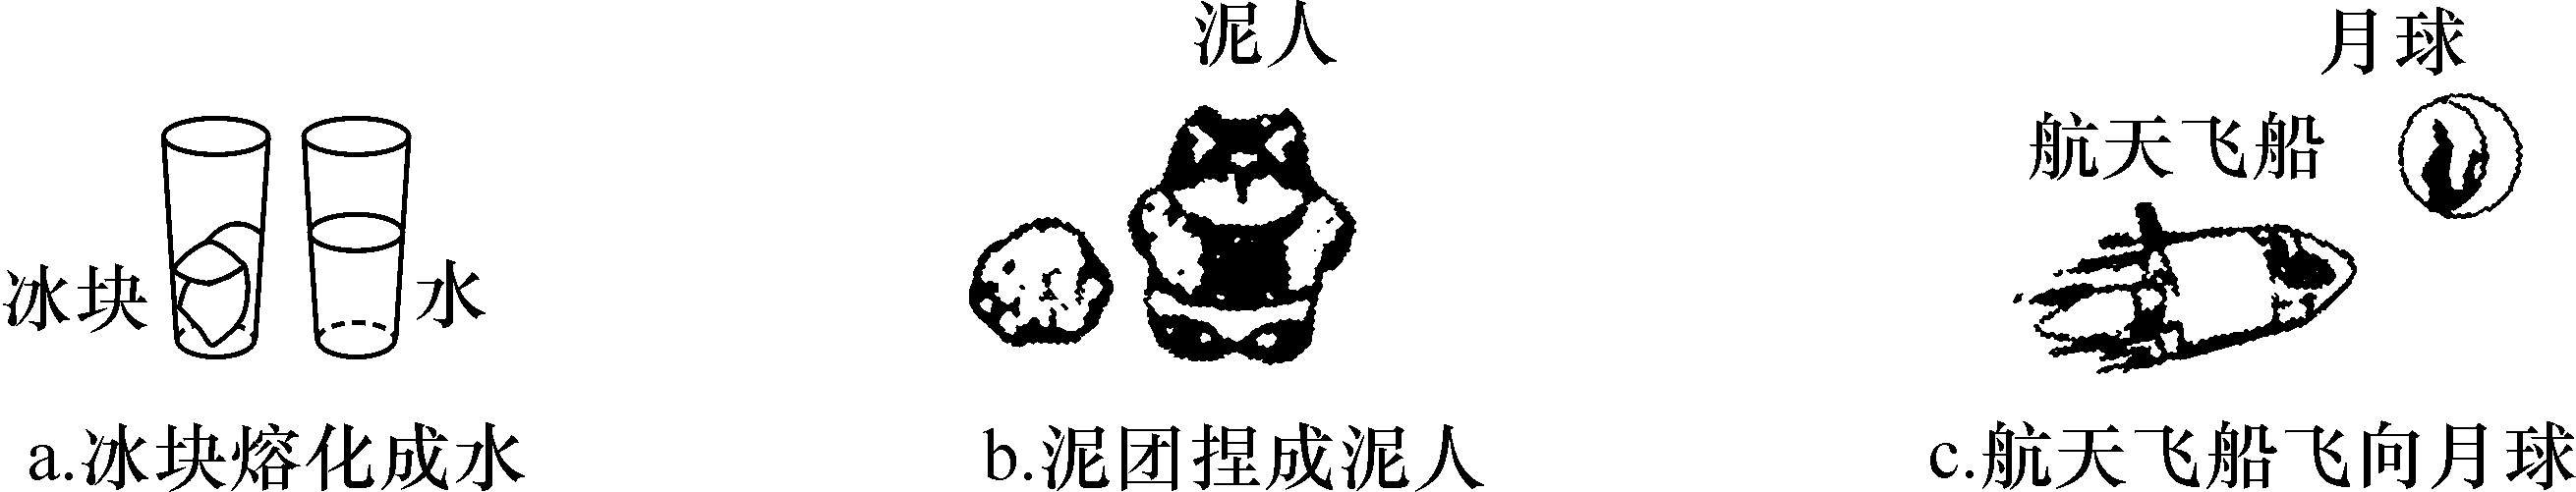 泥人
月球
航天飞船
冰块
水
a.冰块熔化成水
b.泥团捏成泥人
c.航天飞船飞向月球